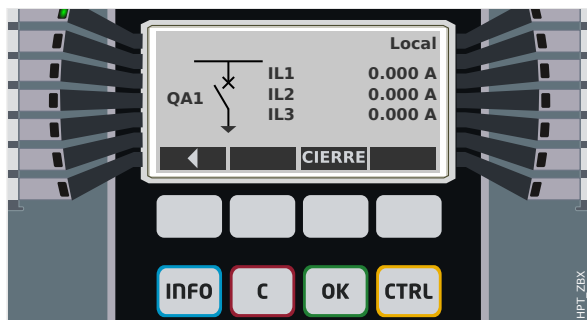 Local
IL1 0.000 A
QA1 IL2 0.000 A
IL3 0.000 A
CIERRE
INFO C OK CTRL
HPT_ZBX